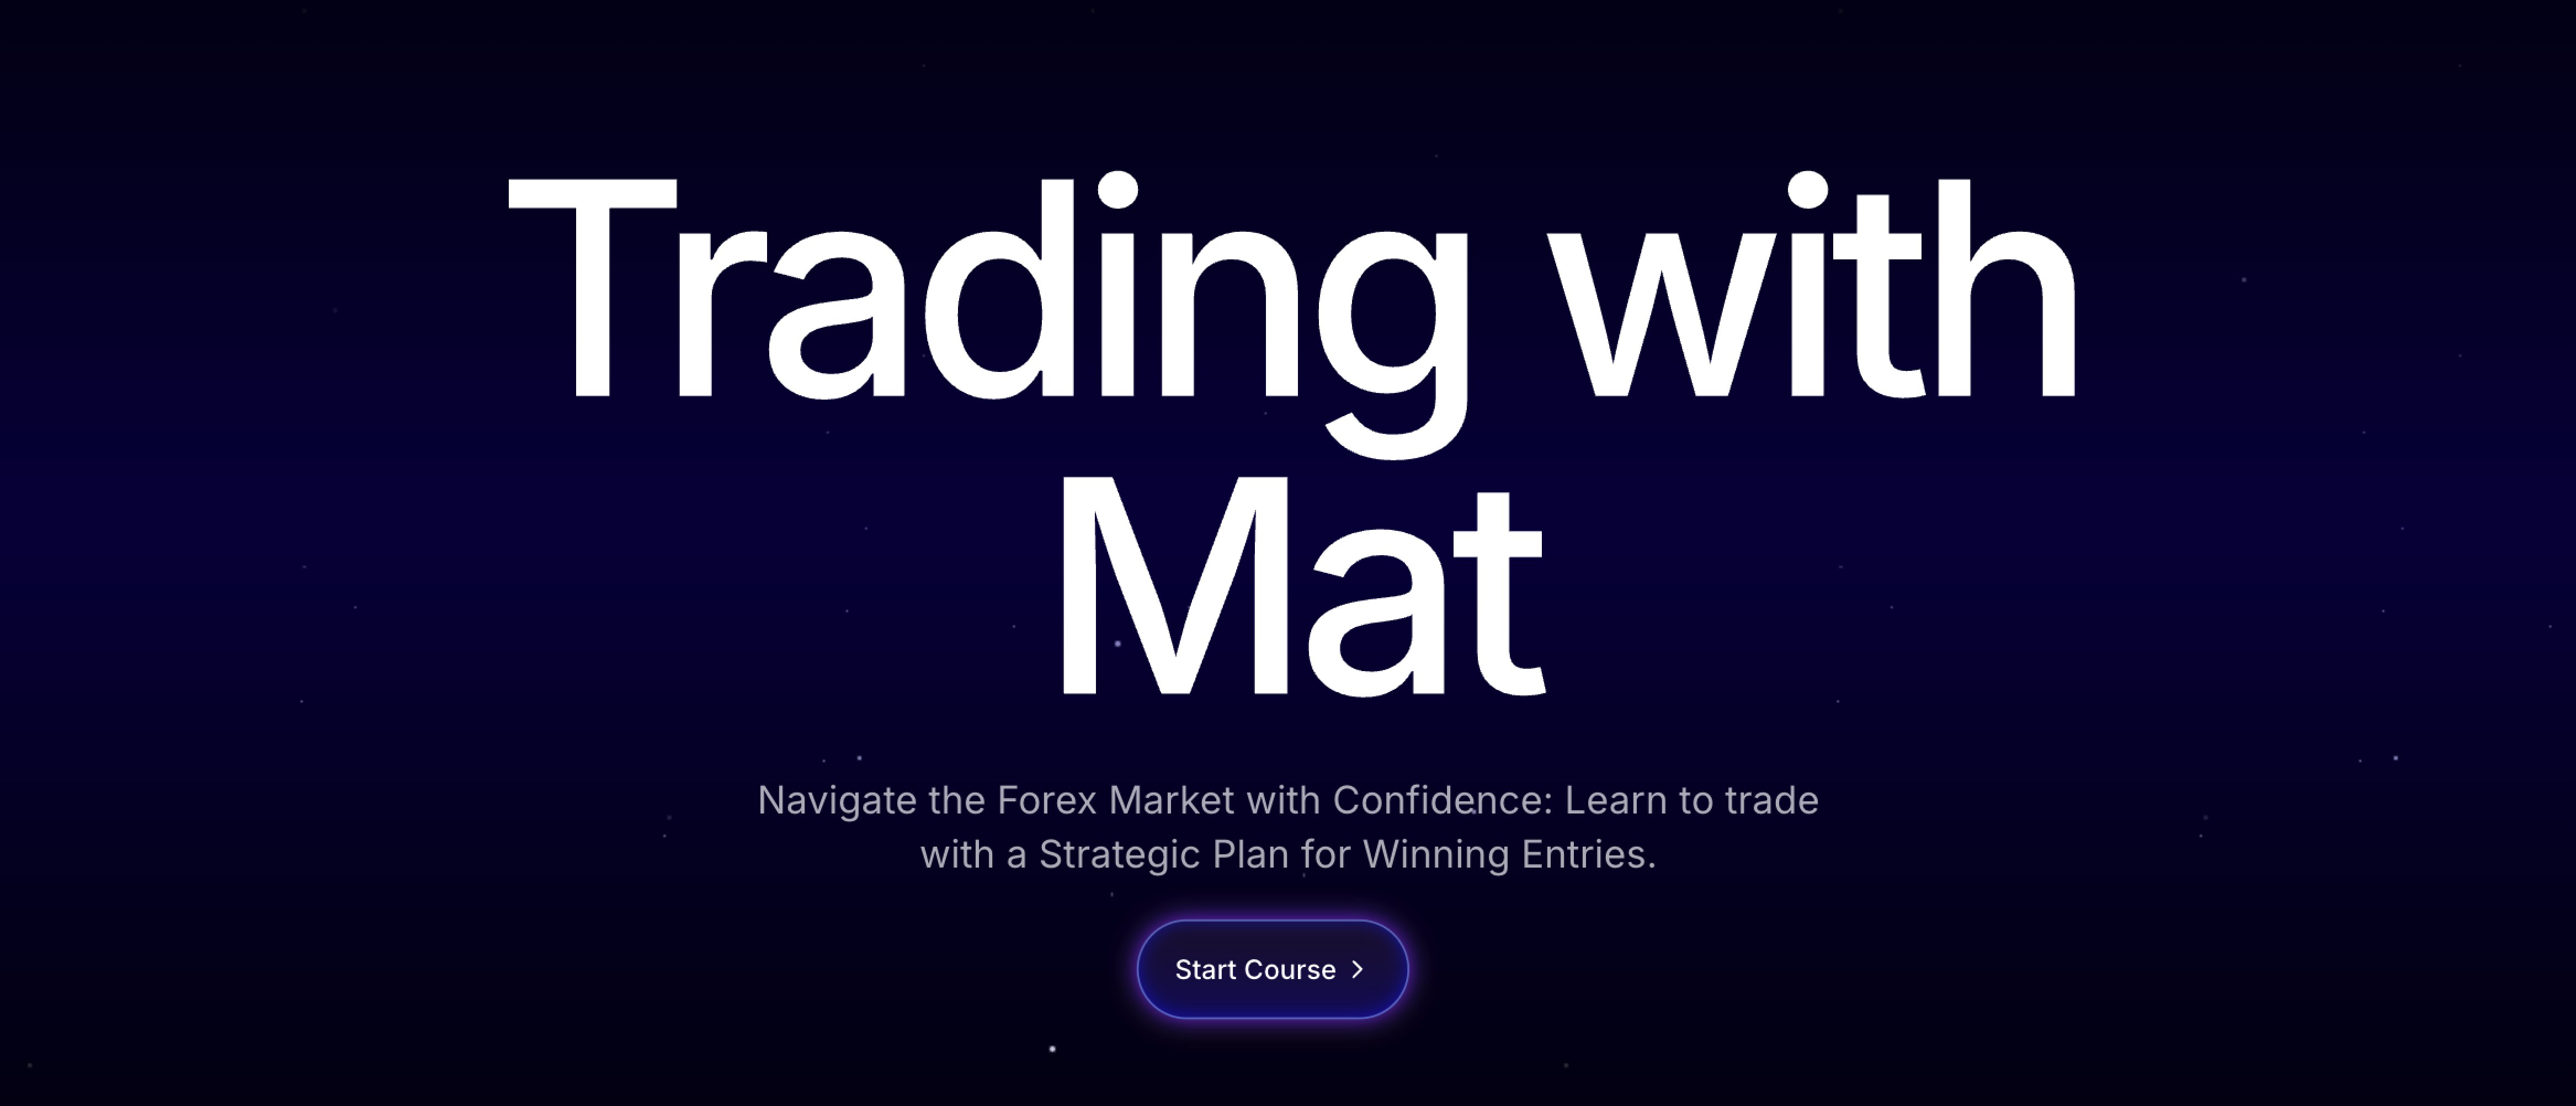 Trading with
Mat
Navigate the Forex Market with Confidence: Learn to trade
with a Strategic Plan for Winning Entries.
Start Course